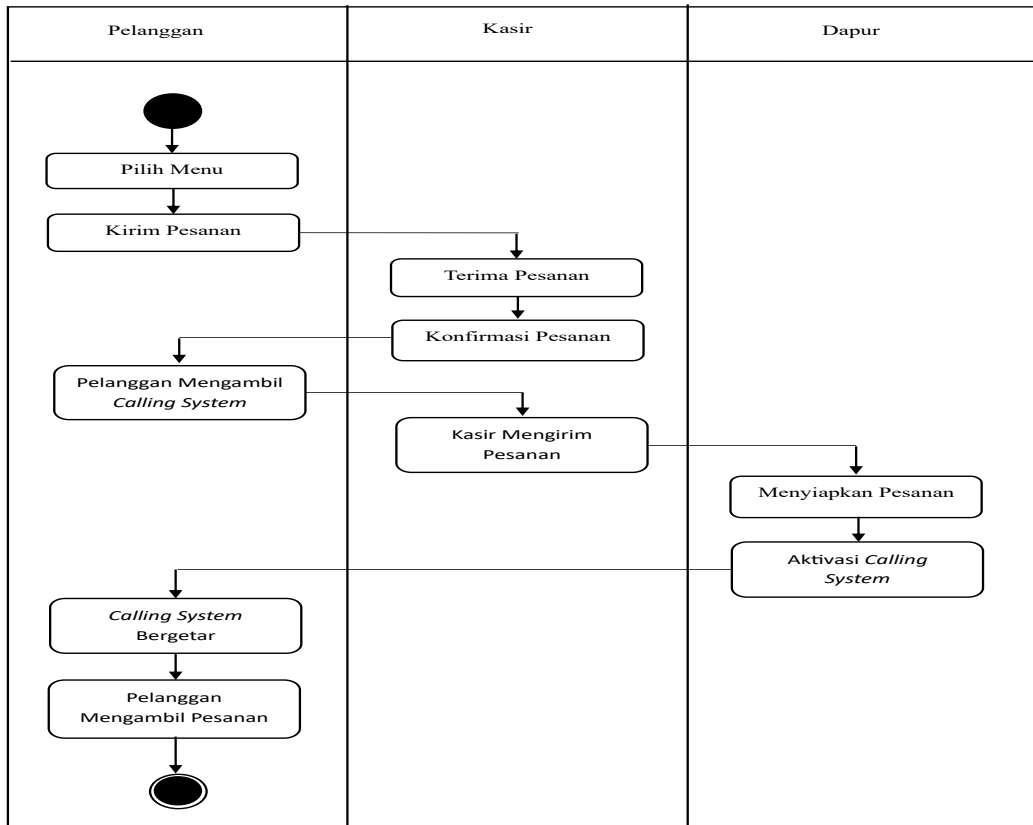 Pelanggan
Kasir
Dapur
Pilih Menu
Kirim Pesanan
Terima Pesanan
Konfirmasi Pesanan
Pelanggan Mengambil
Calling System
Kasir Mengirim
Pesanan
Menyiapkan Pesanan
Aktivasi Calling
System
Calling System
Bergetar
Pelanggan
Mengambil Pesanan